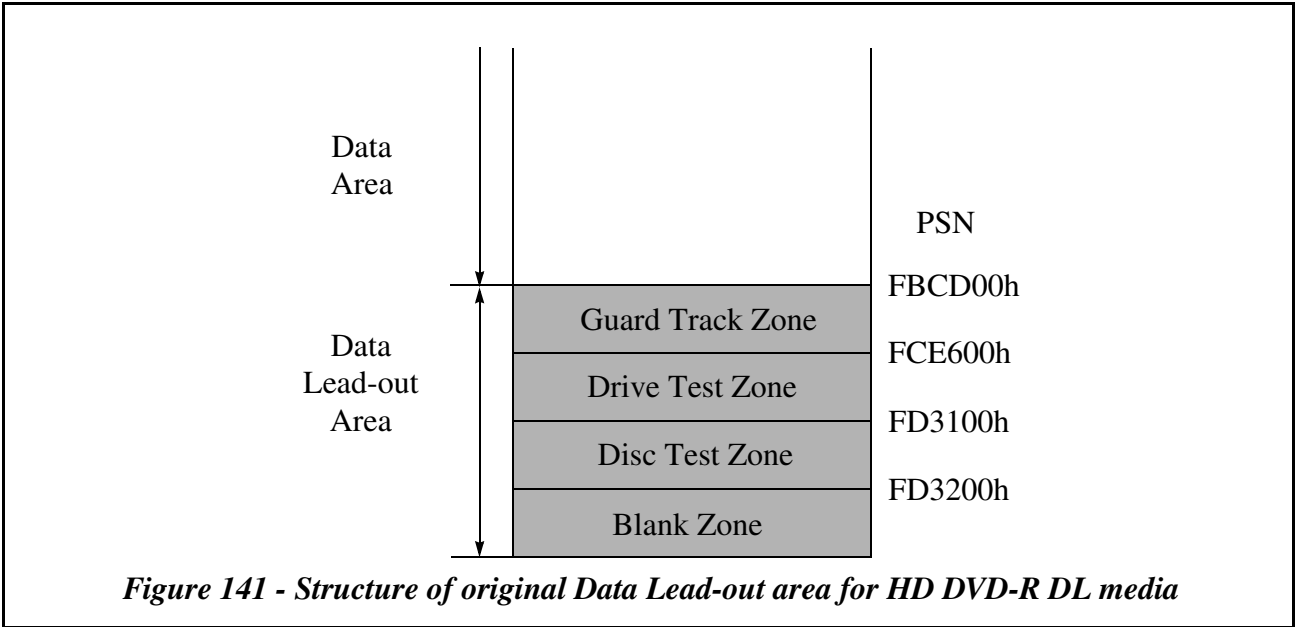 Data
Area
PSN
FBCD00h
Guard Track Zone
FCE600h
Data
Lead-out
Area
Drive Test Zone
FD3100h
Disc Test Zone
FD3200h
Blank Zone
Figure 141 - Structure of original Data Lead-out area for HD DVD-R DL media